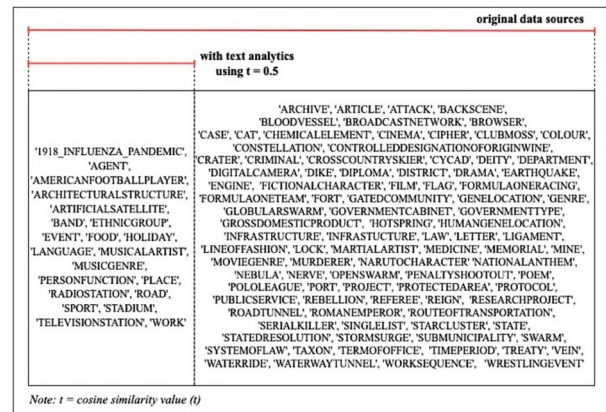 original data sources
with text analytics
using t = 0.5
'1918_INFLUENZA_PANDEMIC',
'AGENT',
'AMERICANFOOTBALLPLAYER',
'ARCHITECTURALSTRUCTURE',
'ARTIFICIALSATELLITE',
'BAND', 'ETHNICGROUP',
'EVENT', 'FOOD', 'HOLIDAY',
'LANGUAGE', 'MUSICALARTIST',
'MUSICGENRE',
'PERSONFUNCTION', 'PLACE',
'RADIOSTATION', 'ROAD',
'SPORT', 'STADIUM',
'TELEVISIONSTATION', 'WORK'
'ARCHIVE', 'ARTICLE', 'ATTACK', 'BACKSCENE',
'BLOODVESSEL', 'BROADCASTNETWORK', 'BROWSER',
'CASE', 'CAT', 'CHEMICALELEMENT', 'CINEMA', 'CIPHER', 'CLUBMOSS', 'COLOUR',
'CONSTELLATION', 'CONTROLLEDDESIGNATIONOFORIGINWINE',
'CRATER', 'CRIMINAL', 'CROSSCOUNTRYSKIER', 'CYCAD', 'DEITY', 'DEPARTMENT',
'DIGITALCAMERA', 'DIKE', 'DIPLOMA', 'DISTRICT', 'DRAMA', 'EARTHQUAKE',
'ENGINE', 'FICTIONALCHARACTER', 'FILM', 'FLAG', 'FORMULAONERACING',
'FORMULAONETEAM', 'FORT', 'GATEDCOMMUNITY', 'GENELOCATION', 'GENRE',
'GLOBULARSWARM', 'GOVERNMENTCABINET', 'GOVERNMENTTYPE',
'GROSSDOMESTICPRODUCT', 'HOTSPRING', 'HUMANGENELOCATION',
'INFRASTRUCTURE', 'INFRASTRUCTURE', 'LAW', 'LETTER', 'LIGAMENT',
'LINEOFFASHION', 'LOCK', 'MARTIALARTIST', 'MEDICINE', 'MEMORIAL', 'MINE',
'MOVIEGENRE', 'MURDERER', 'NARUTOCHARACTER' 'NATIONALANTHEM',
'NEBULA', 'NERVE', 'OPENSWARM', 'PENALTYSHOOTOUT', 'POEM',
'POLOLEAGUE', 'PORT', 'PROJECT', 'PROTECTEDAREA', 'PROTOCOL',
'PUBLICSERVICE', 'REBELLION', 'REFEREE', 'REIGN', 'RESEARCHPROJECT',
'ROADTUNNEL', 'ROMANEMPEROR', 'ROUTEOFTRANSPORTATION',
'SERIALKILLER', 'SINGLELIST', 'STARCLUSTER', 'STATE',
'STATEDRESOLUTION', 'STORMSURGE', 'SUBMUNICIPALITY', 'SWARM',
'SYSTEMOFLAW', 'TAXON', 'TERMOFOFFICE', 'TIMEPERIOD', 'TREATY', 'VEIN',
'WATERRIDE', 'WATERWAYTUNNEL', 'WORKSEQUENCE', 'WRESTLINGEVENT'
Note: t = cosine similarity value (t)